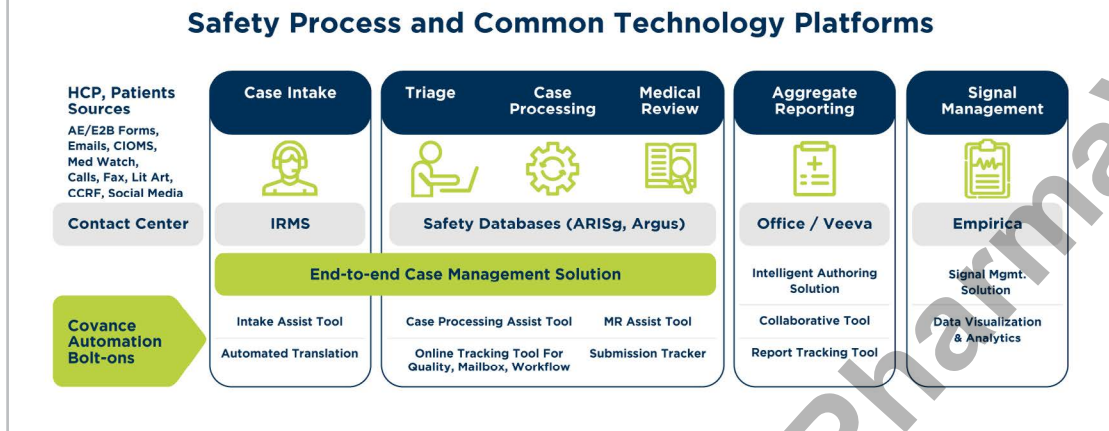 Safety Process and Common Technology Platforms
HCP, Patients
Sources
AE/E2B Forms,
Emails, CIOMS,
Med Watch,
Calls, Fax, Lit Art,
CCRF, Social Media
Contact Center
Case Intake
IRMS
Triage
Case
Processing
Medical
Review
Safety Databases (ARISg, Argus)
Aggregate
Reporting
Office / Veeva
Signal
Management
Empirica
End-to-end Case Management Solution
Covance
Automation
Bolt-ons
Intake Assist Tool
Automated Translation
Case Processing Assist Tool
MR Assist Tool
Online Tracking Tool For
Quality, Mailbox, Workflow
Submission Tracker
Intelligent Authoring
Solution
Collaborative Tool
Report Tracking Tool
Signal Mgmt.
Solution
Data Visualization
& Analytics